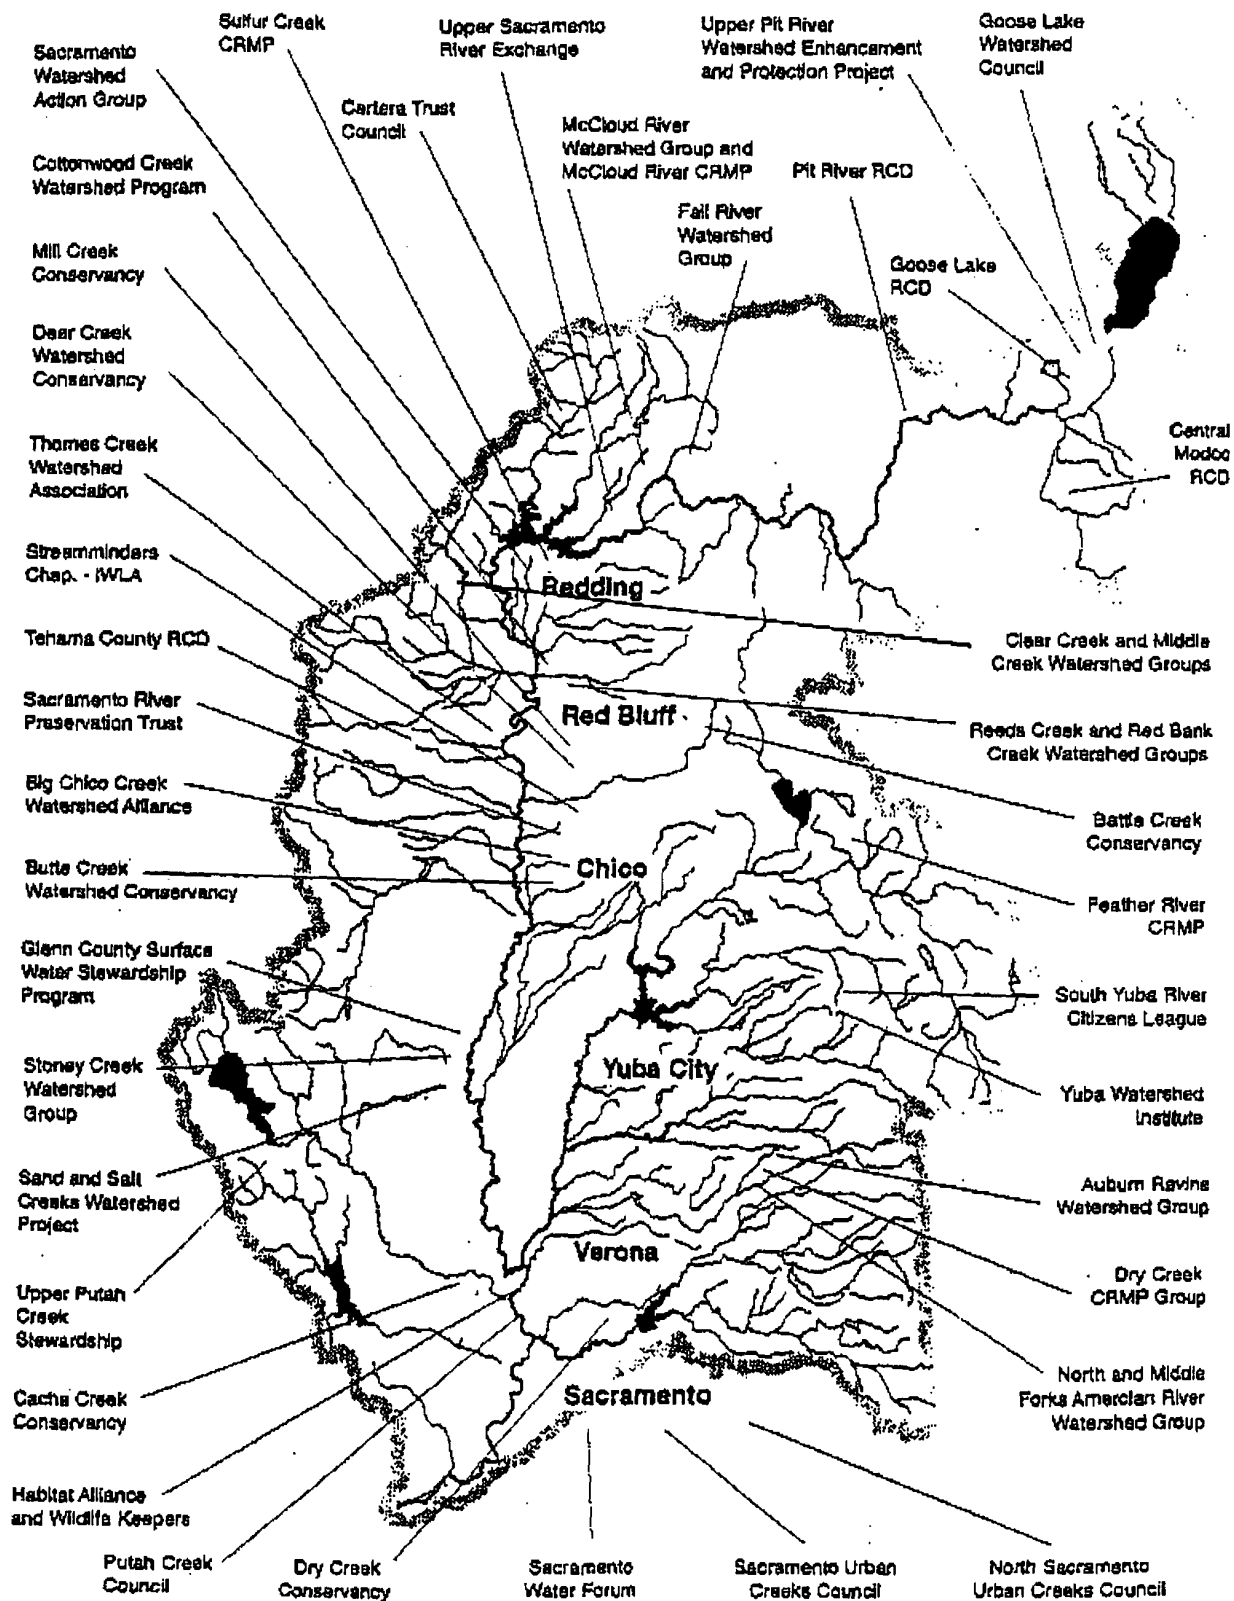 Sulfur Creek
CRMP
Upper Sacramento
River Exchange
Upper Pit River
Watershed Enhancement
and Protection Project
Goose Lake
Watershed
Council
Sacramento
Watershed
Action Group
Cartera Trust
Council
McCloud River
Watershed Group and
McCloud River CRMP
Pit River RCD
Cottonwood Creek
Watershed Program
Fall River
Watershed
Group
Mill Creek
Conservancy
Goose Lake
RCD
Deer Creek
Watershed
Conservancy
Central
Modoc
RCD
Thomes Creek
Watershed
Association
Streamminders
Chap. - IWLA
Redding
Tehama County RCD
Clear Creek and Middle
Creek Watershed Groups
Sacramento River
Preservation Trust
Red Bluff
Reeds Creek and Red Bank
Creek Watershed Groups
Big Chico Creek
Watershed Alliance
Battle Creek
Conservancy
Butte Creek
Watershed Conservancy
Chico
Feather River
CRMP
Glenn County Surface
Water Stewardship
Program
South Yuba River
Citizens League
Stoney Creek
Watershed
Group
Yuba City
Yuba Watershed
Institute
Sand and Salt
Creeks Watershed
Project
Auburn Ravine
Watershed Group
Verona
Upper Putah
Creek
Stewardship
Dry Creek
CRMP Group
Cache Creek
Conservancy
Sacramento
North and Middle
Forks Amercian River
Watershed Group
Habitat Alliance
and Wildlife Keepers
Putah Creek
Council
Dry Creek
Conservancy
Sacramento
Water Forum
Sacramento Urban
Creeks Council
North Sacramento
Urban Creeks Council